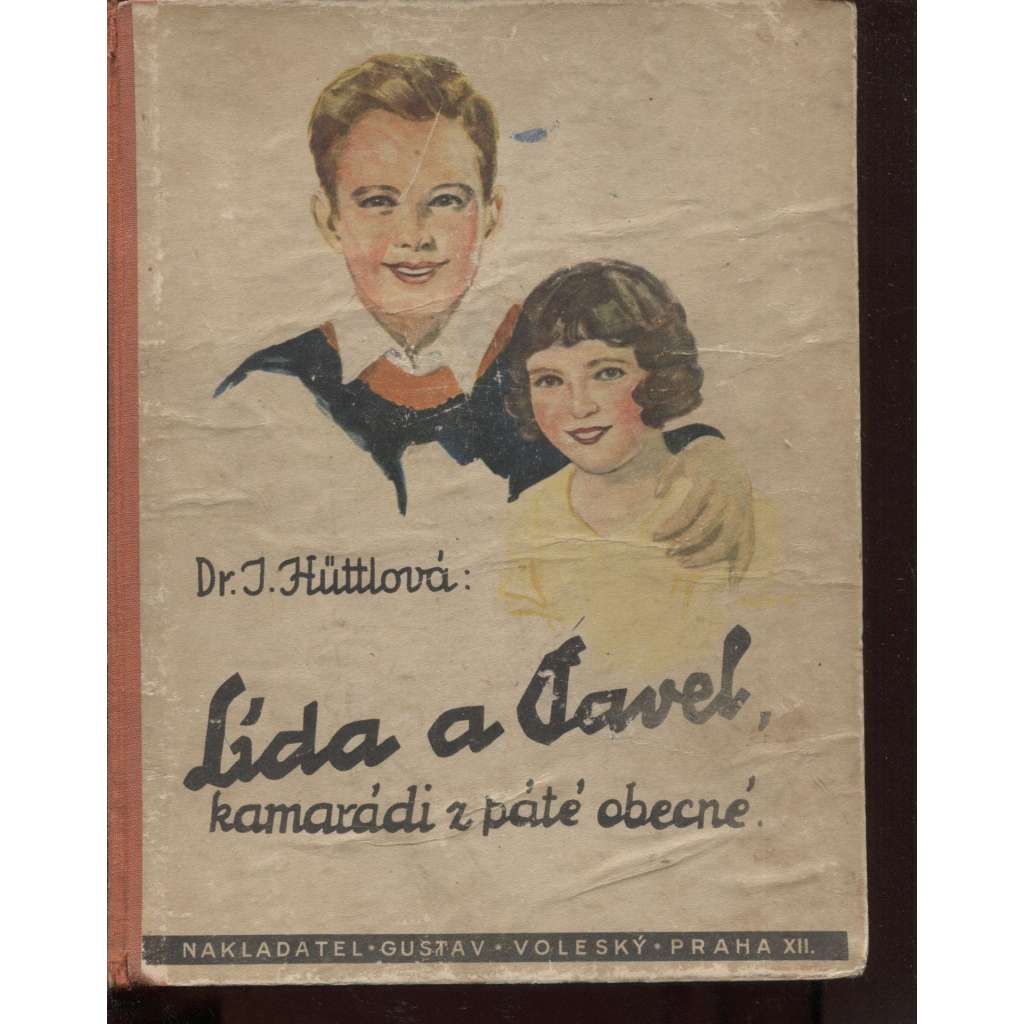 Dr. J. Hüttlová:
Lída a Pavel,
kamarádi z páté obecné.
NAKLADATEL · GUSTAV · VOLESKÝ · PRAHA XII.